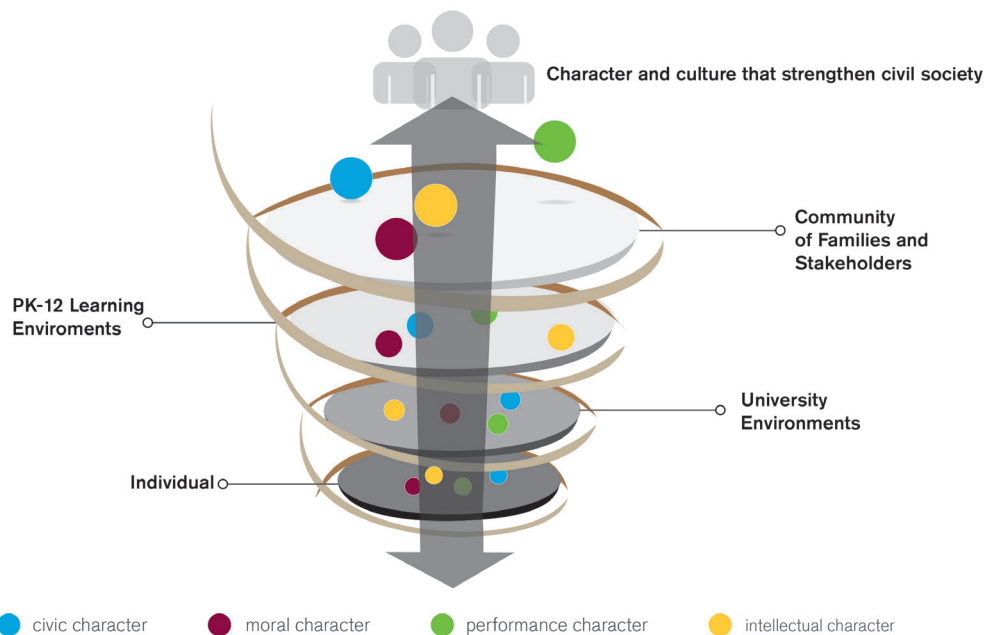 Character and culture that strengthen civil society
Community
of Families and
Stakeholders
PK-12 Learning
Enviroments
University
Environments
Individual
civic character
moral character
performance character
intellectual character